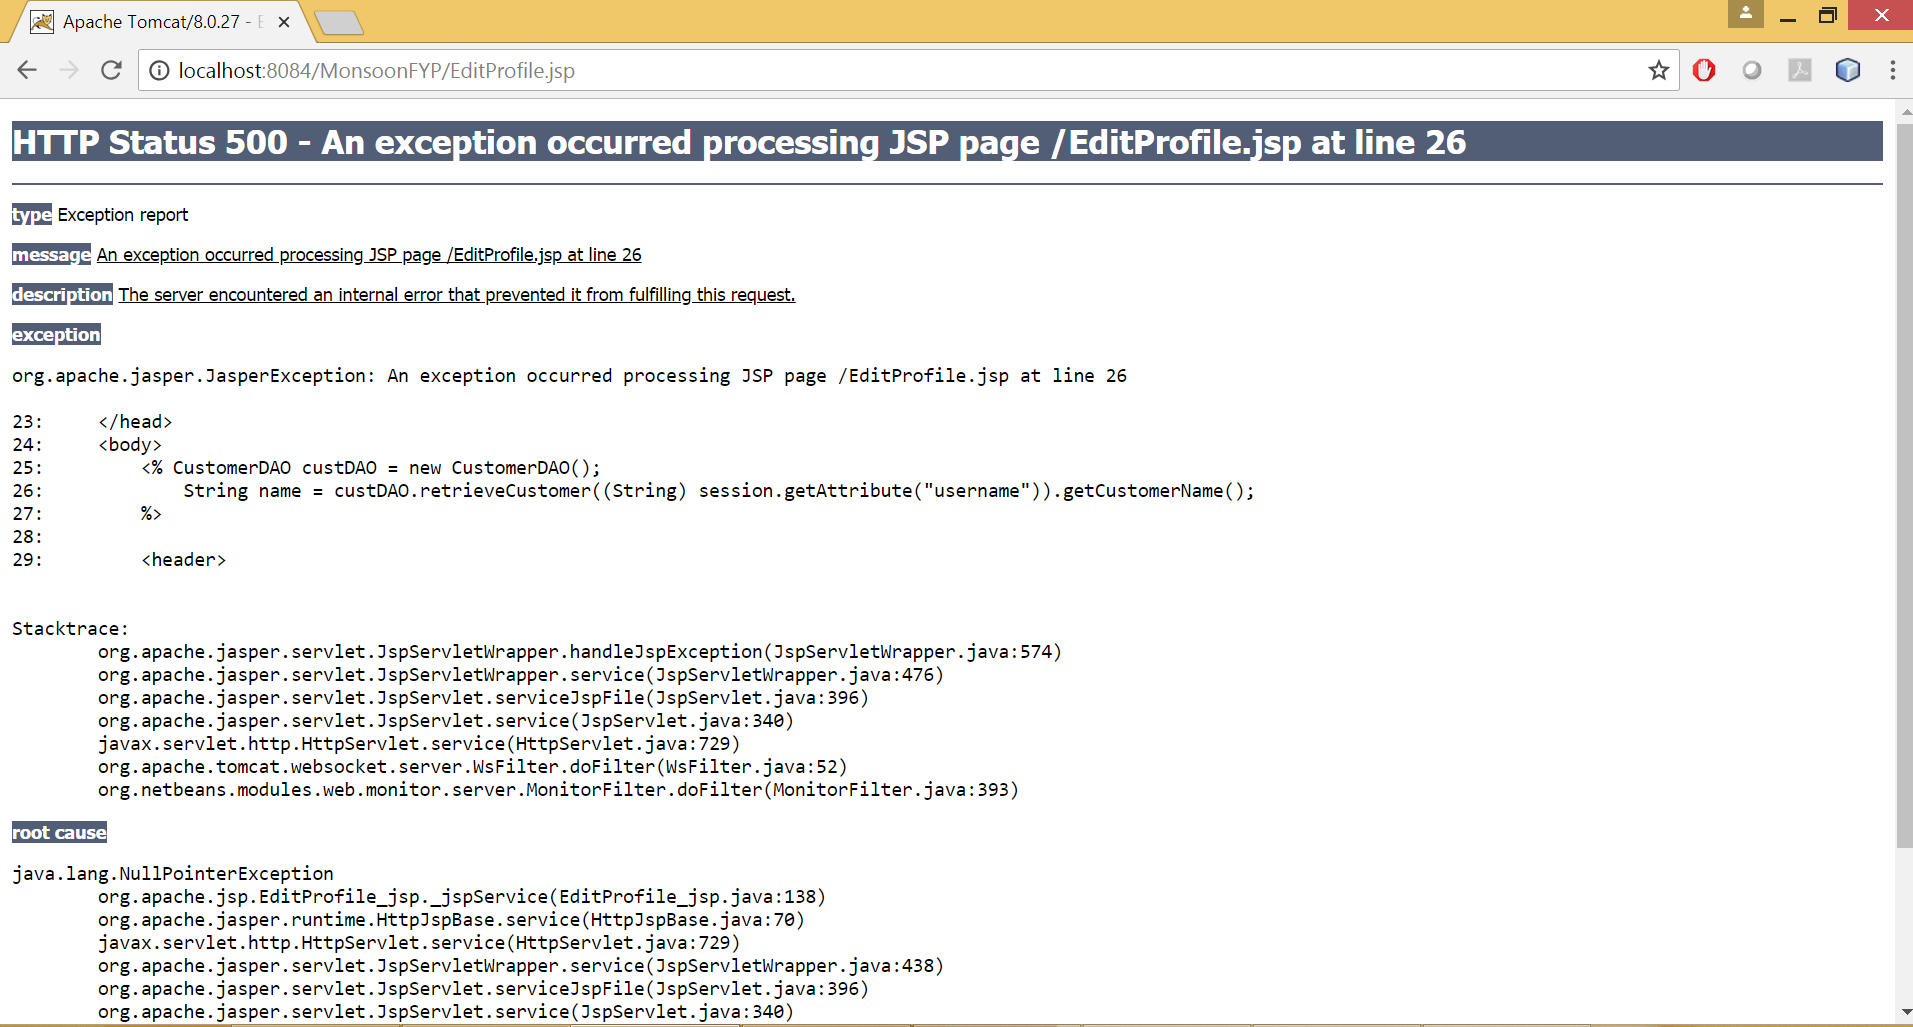 Apache Tomcat/8.0.27 - E
localhost:8084/MonsoonFYP/EditProfile.jsp
HTTP Status 500 - An exception occurred processing JSP page /EditProfile.jsp at line 26
type Exception report
message An exception occurred processing JSP page /EditProfile.jsp at line 26
description The server encountered an internal error that prevented it from fulfilling this request.
exception
org.apache.jasper.JasperException: An exception occurred processing JSP page /EditProfile.jsp at line 26
23:     </head>
24:     <body>
25:         <% CustomerDAO custDAO = new CustomerDAO();
26:             String name = custDAO.retrieveCustomer((String) session.getAttribute("username")).getCustomerName();
27:         %>
28:
29:         <header>
Stacktrace:
org.apache.jasper.servlet.JspServletWrapper.handleJspException(JspServletWrapper.java:574)
org.apache.jasper.servlet.JspServletWrapper.service(JspServletWrapper.java:476)
org.apache.jasper.servlet.JspServlet.serviceJspFile(JspServlet.java:396)
org.apache.jasper.servlet.JspServlet.service(JspServlet.java:340)
javax.servlet.http.HttpServlet.service(HttpServlet.java:729)
org.apache.tomcat.websocket.server.WsFilter.doFilter(WsFilter.java:52)
org.netbeans.modules.web.monitor.server.MonitorFilter.doFilter(MonitorFilter.java:393)
root cause
java.lang.NullPointerException
org.apache.jsp.EditProfile_jsp._jspService(EditProfile_jsp.java:138)
org.apache.jasper.runtime.HttpJspBase.service(HttpJspBase.java:70)
javax.servlet.http.HttpServlet.service(HttpServlet.java:729)
org.apache.jasper.servlet.JspServletWrapper.service(JspServletWrapper.java:438)
org.apache.jasper.servlet.JspServlet.serviceJspFile(JspServlet.java:396)
org.apache.jasper.servlet.JspServlet.service(JspServlet.java:340)